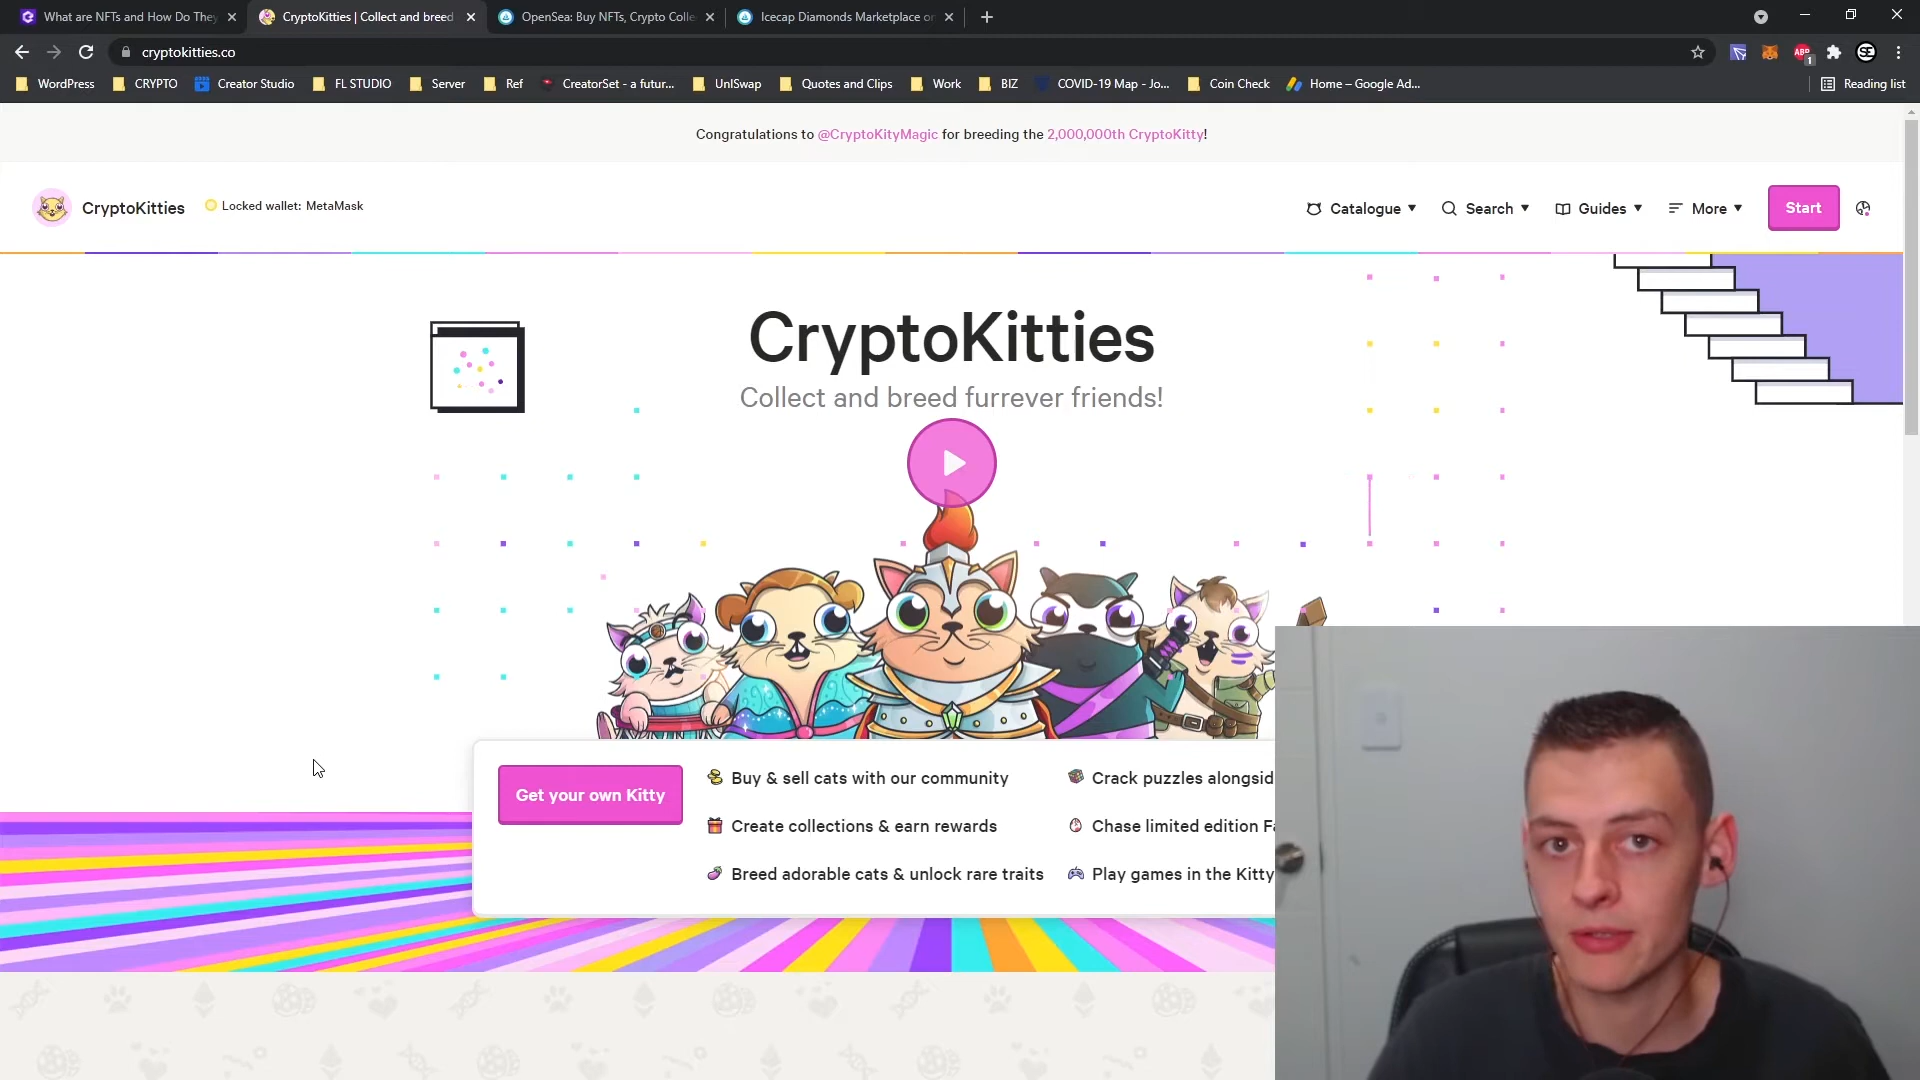 What are NFTs and How Do They
CryptoKitties | Collect and breed
OpenSea: Buy NFTs, Crypto Colle
Icecap Diamonds Marketplace on
cryptokitties.co
ABP
1
SE
WordPress
CRYPTO
Creator Studio
FL STUDIO
Server
Ref
CreatorSet - a futur...
UnISwap
Quotes and Clips
Work
BIZ
COVID-19 Map - Jo...
Coin Check
Home – Google Ad...
Reading list
Congratulations to @CryptoKityMagic for breeding the 2,000,000th CryptoKitty!
CryptoKitties
Locked wallet: MetaMask
Catalogue
Search
Guides
More
Start
CryptoKitties
Collect and breed furrever friends!
Get your own Kitty
Buy & sell cats with our community
Crack puzzles alongsid
Create collections & earn rewards
Chase limited edition Fa
Breed adorable cats & unlock rare traits
Play games in the Kitty